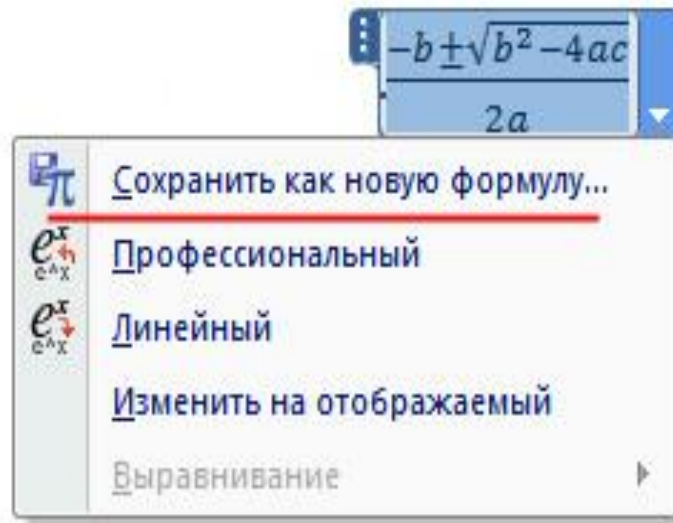 −b±√b²−4ac
2a
Сохранить как новую формулу...
e^x
Профессиональный
e^x
Линейный
Изменить на отображаемый
Выравнивание